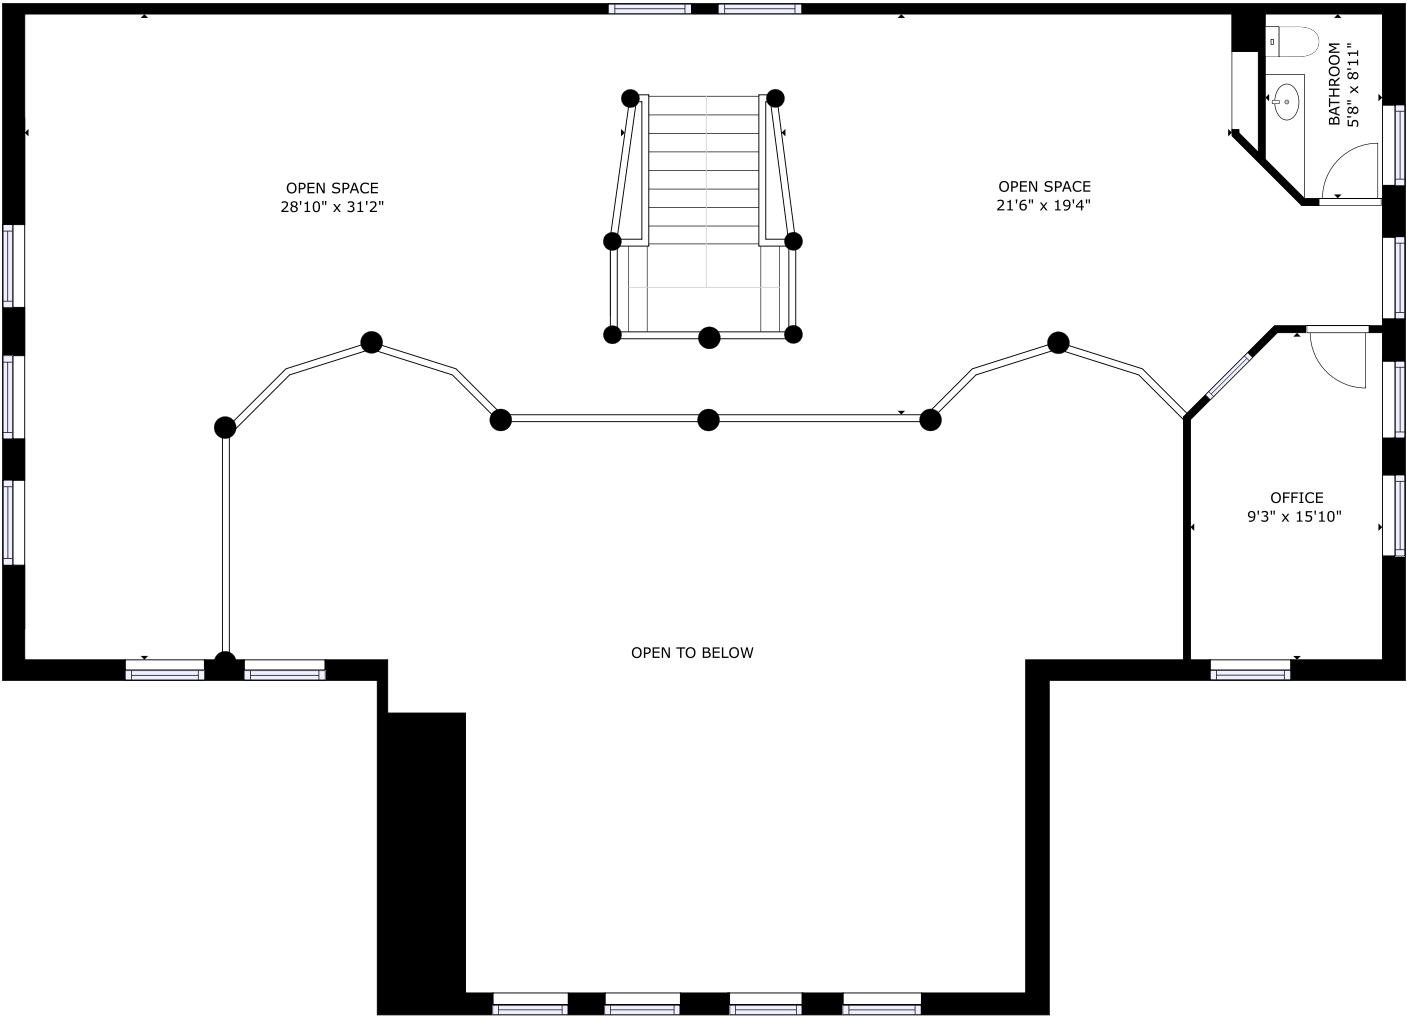 OPEN SPACE
28'10" x 31'2"
OPEN SPACE
21'6" x 19'4"
BATHROOM
5'8" x 8'11"
OFFICE
9'3" x 15'10"
OPEN TO BELOW